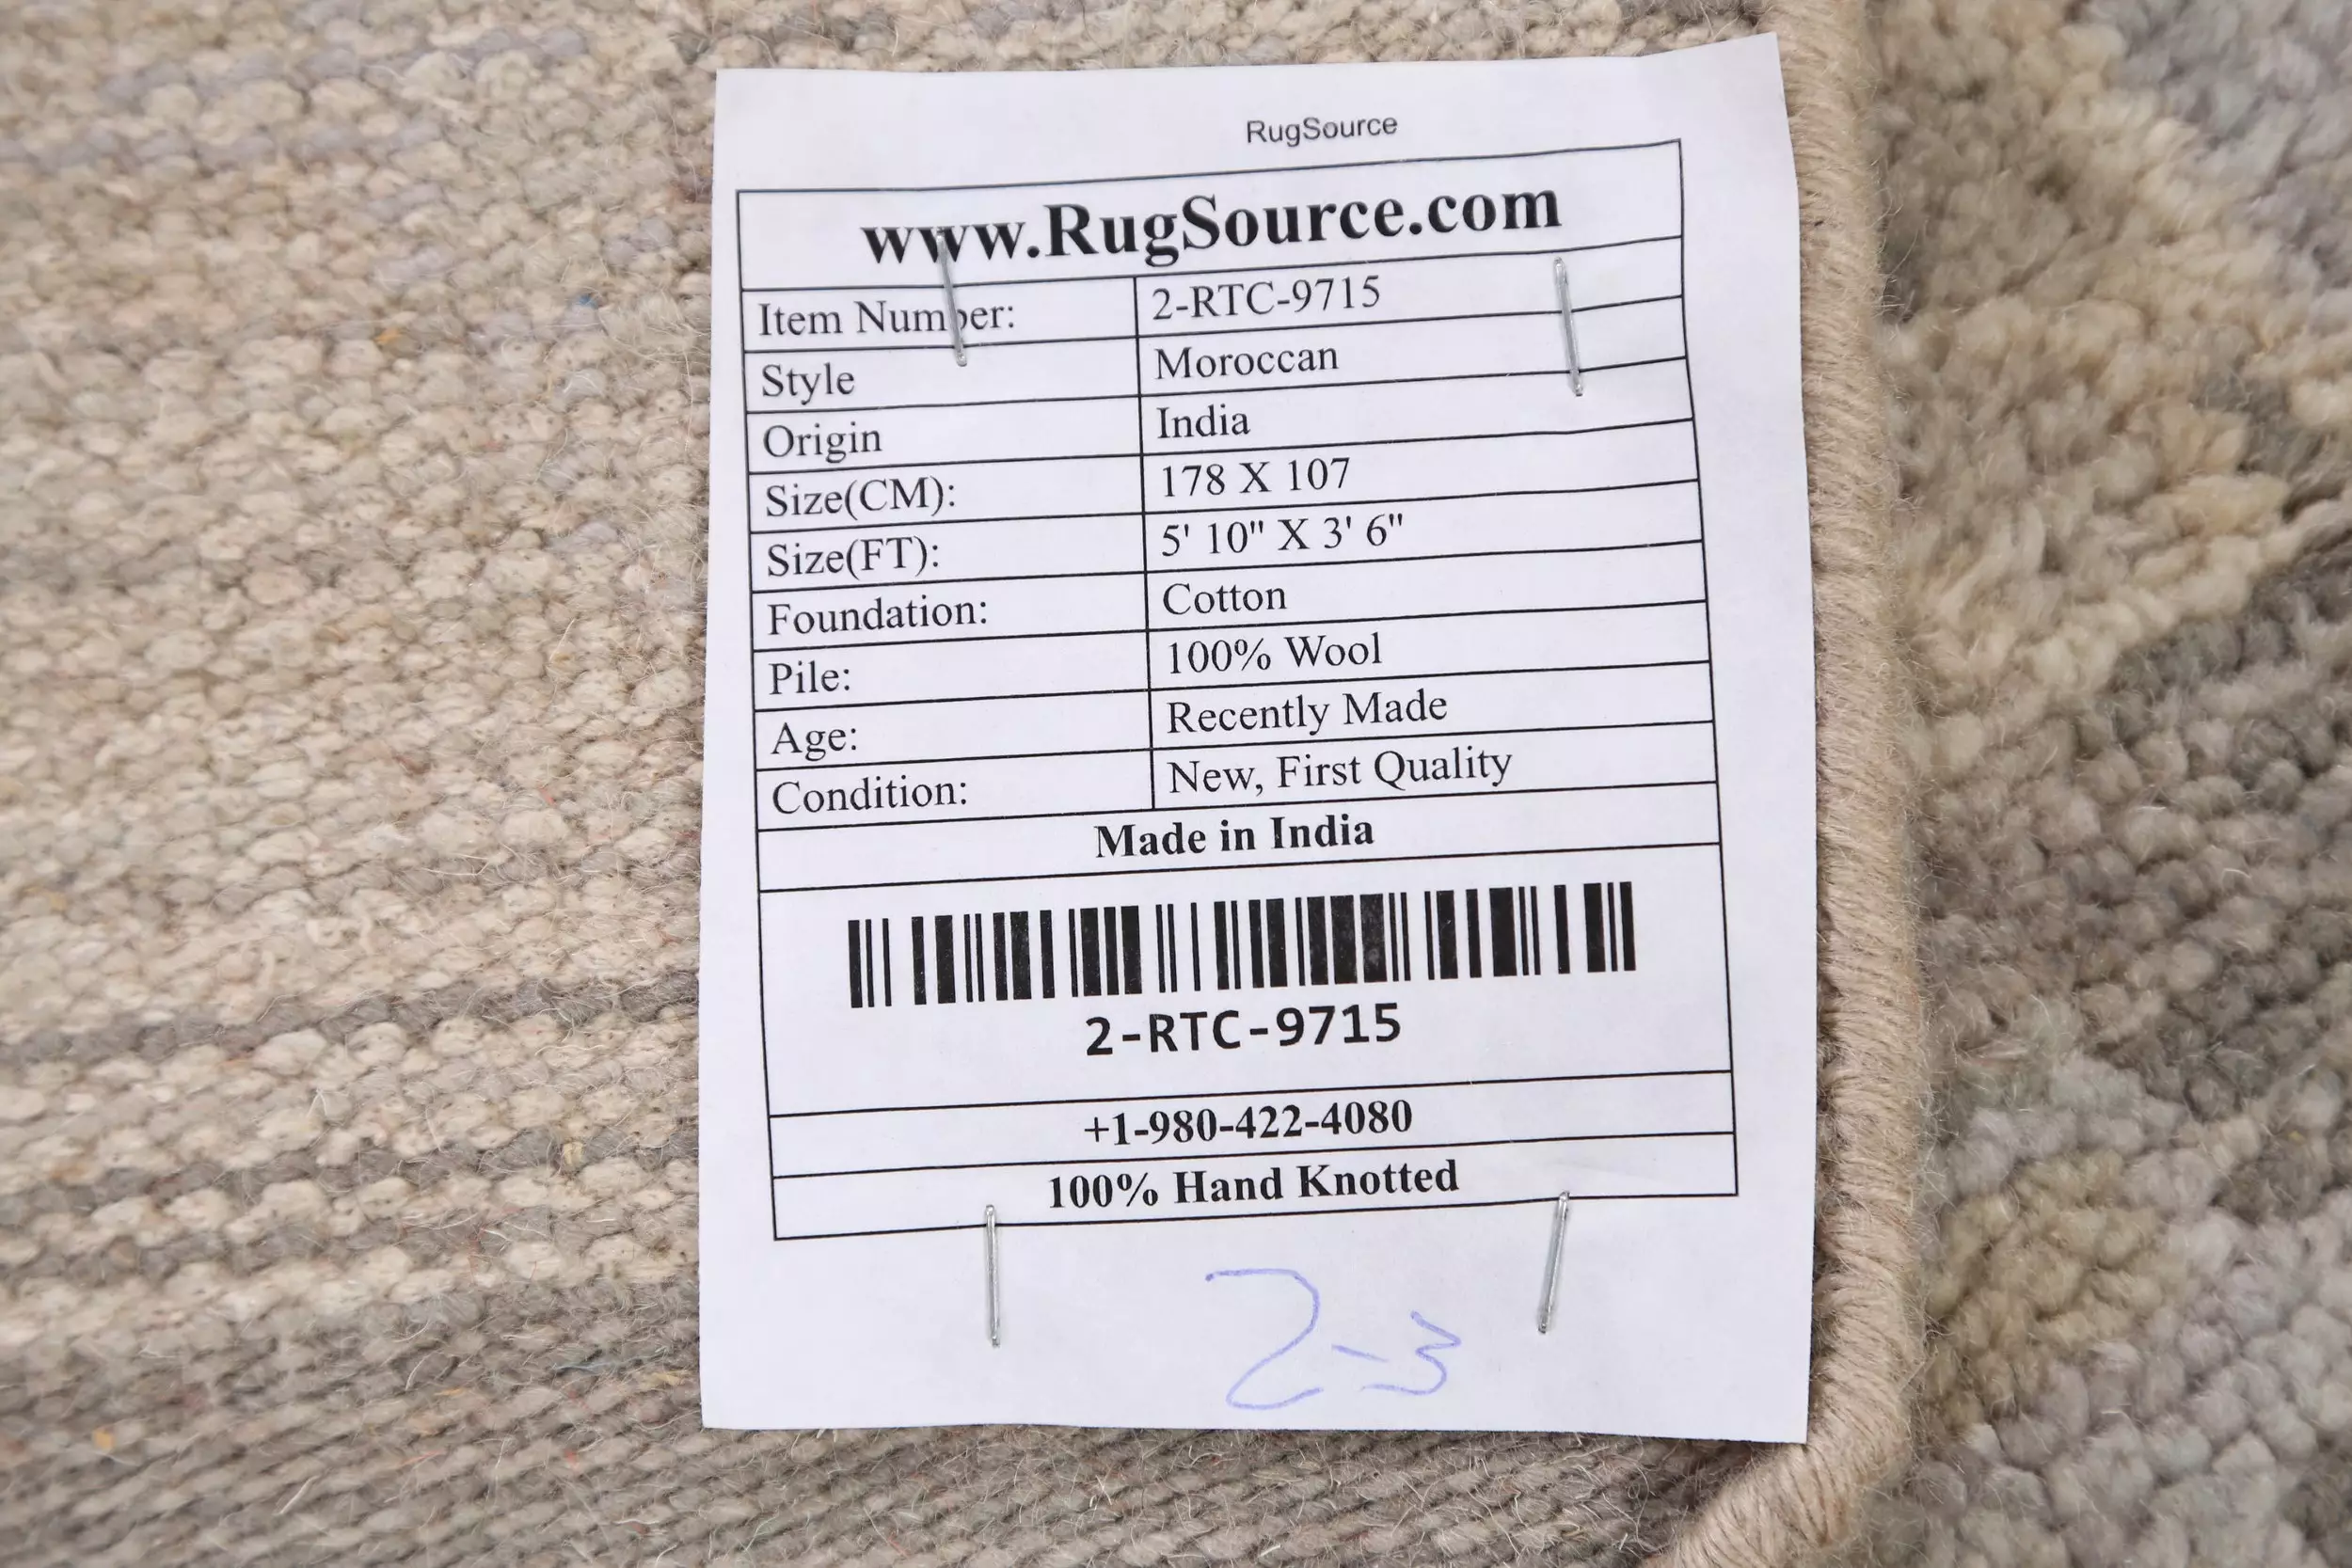 RugSource
www.RugSource.com
Item Number: 2-RTC-9715
Style Moroccan
Origin India
Size(CM): 178 X 107
Size(FT): 5' 10" X 3' 6"
Foundation: Cotton
Pile: 100% Wool
Age: Recently Made
Condition: New, First Quality
Made in India
2-RTC-9715
+1-980-422-4080
100% Hand Knotted
2-3